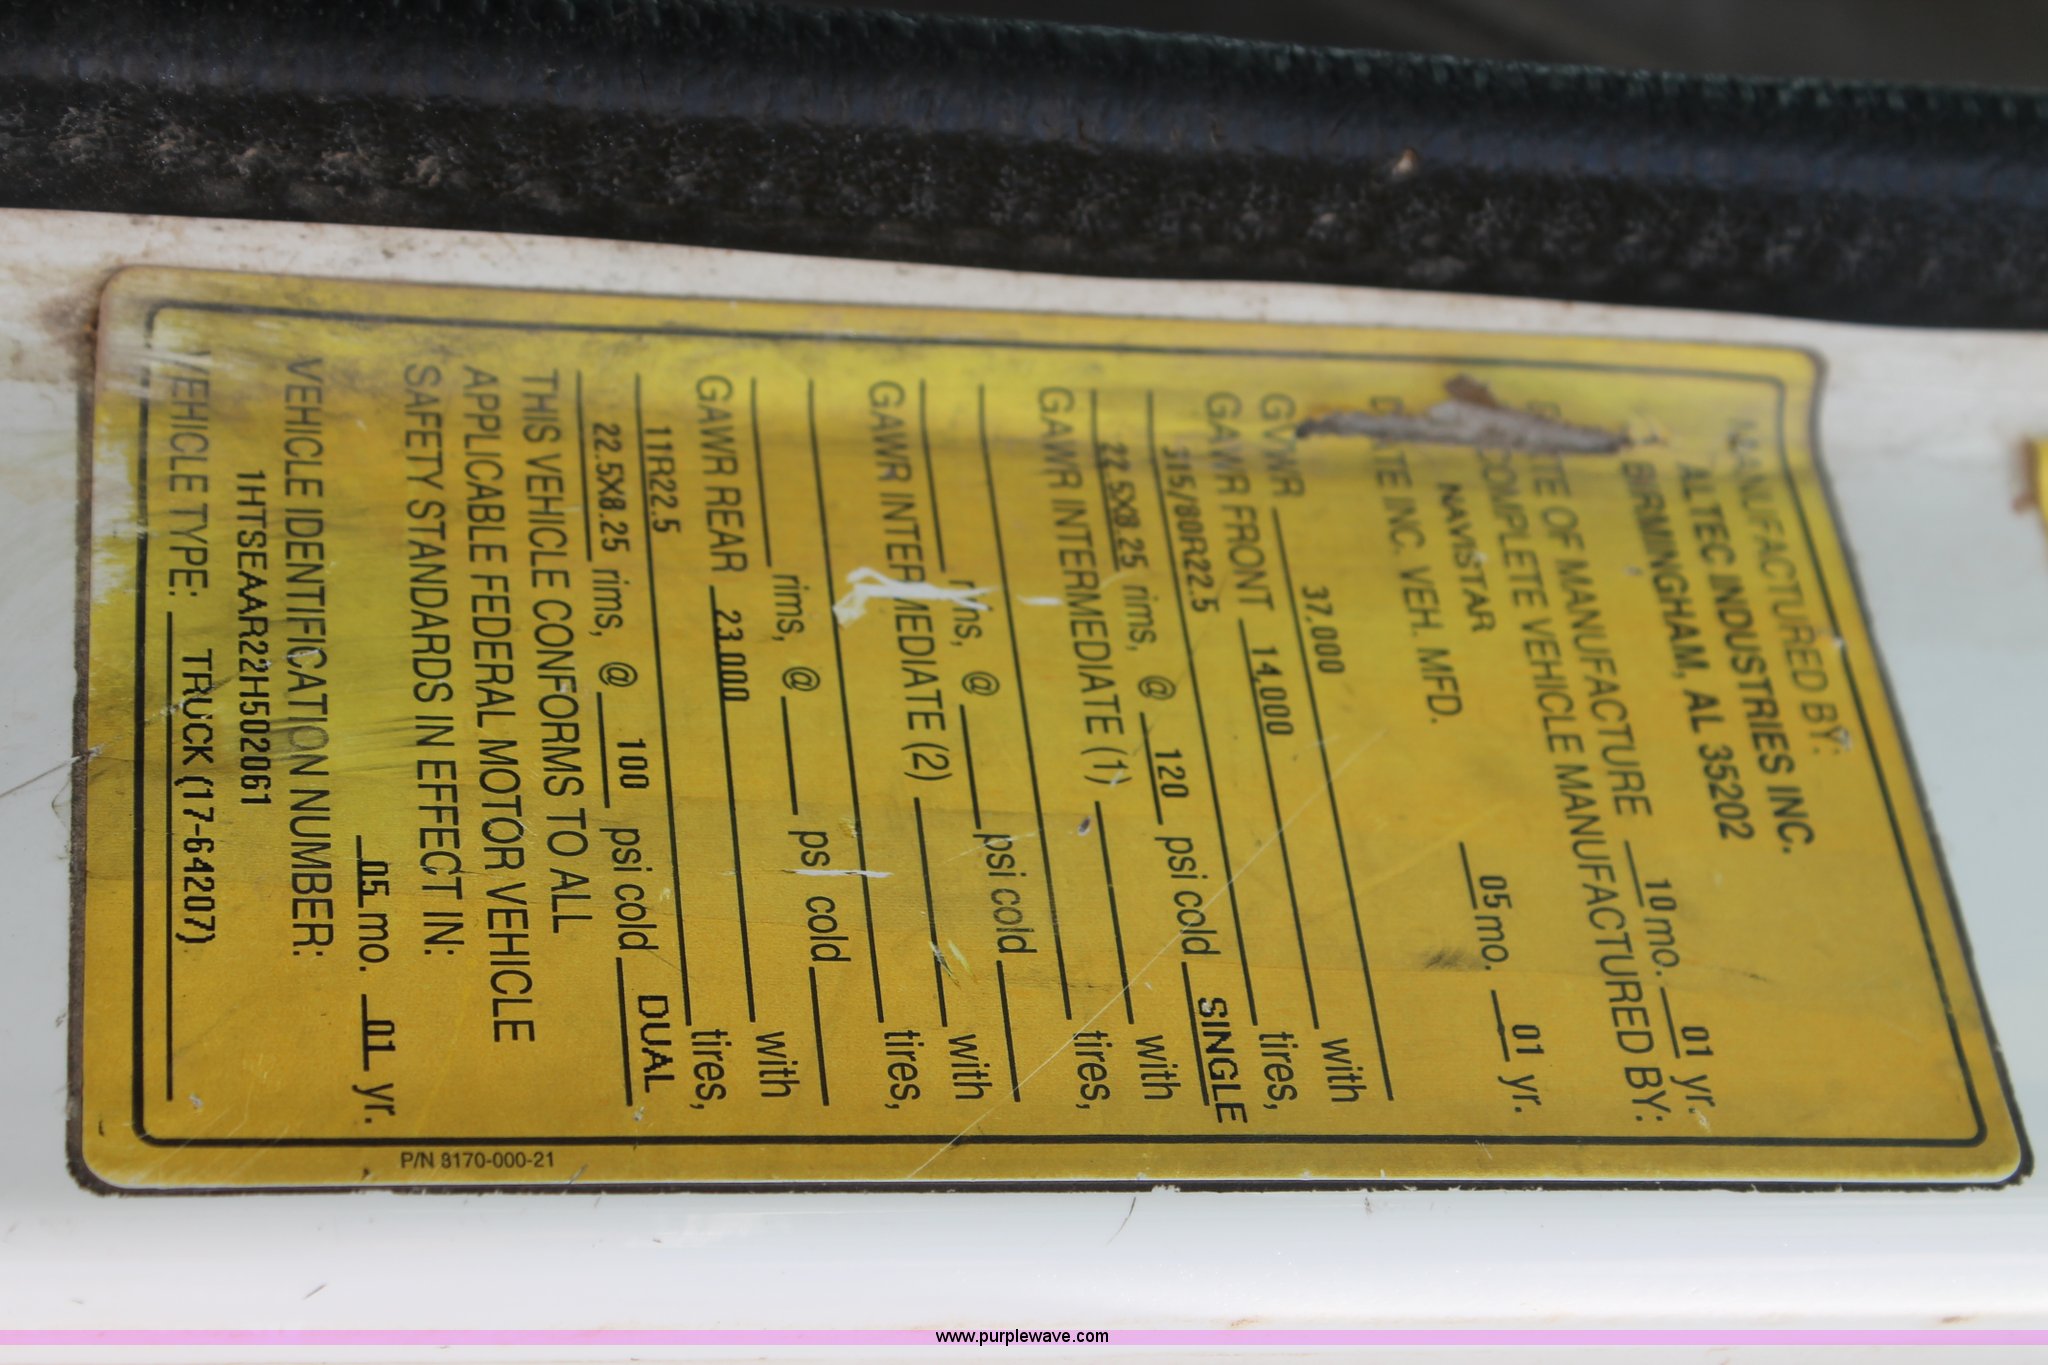 MANUFACTURED BY:
ALTEC INDUSTRIES INC.
BIRMINGHAM, AL 35202
TE OF MANUFACTURE 10 mo. 01 yr.
COMPLETE VEHICLE MANUFACTURED BY:
NAVISTAR 05 mo. 01 yr.
DATE INC. VEH. MFD.
GVWR 37,000
GAWR FRONT 14,000 with
315/80R22.5 tires,
22.5X8.25 rims, @ 120 psi cold SINGLE
GAWR INTERMEDIATE (1) with
tires,
rims, @ psi cold
GAWR INTERMEDIATE (2) with
tires,
rims, @ psi cold
GAWR REAR 23,000 with
11R22.5 tires,
22.5X8.25 rims, @ 100 psi cold DUAL
THIS VEHICLE CONFORMS TO ALL
APPLICABLE FEDERAL MOTOR VEHICLE
SAFETY STANDARDS IN EFFECT IN:
05 mo. 01 yr.
VEHICLE IDENTIFICATION NUMBER:
1HTSEAAR22H502061
VEHICLE TYPE: TRUCK (17-64207)
P/N 8170-000-21
www.purplewave.com